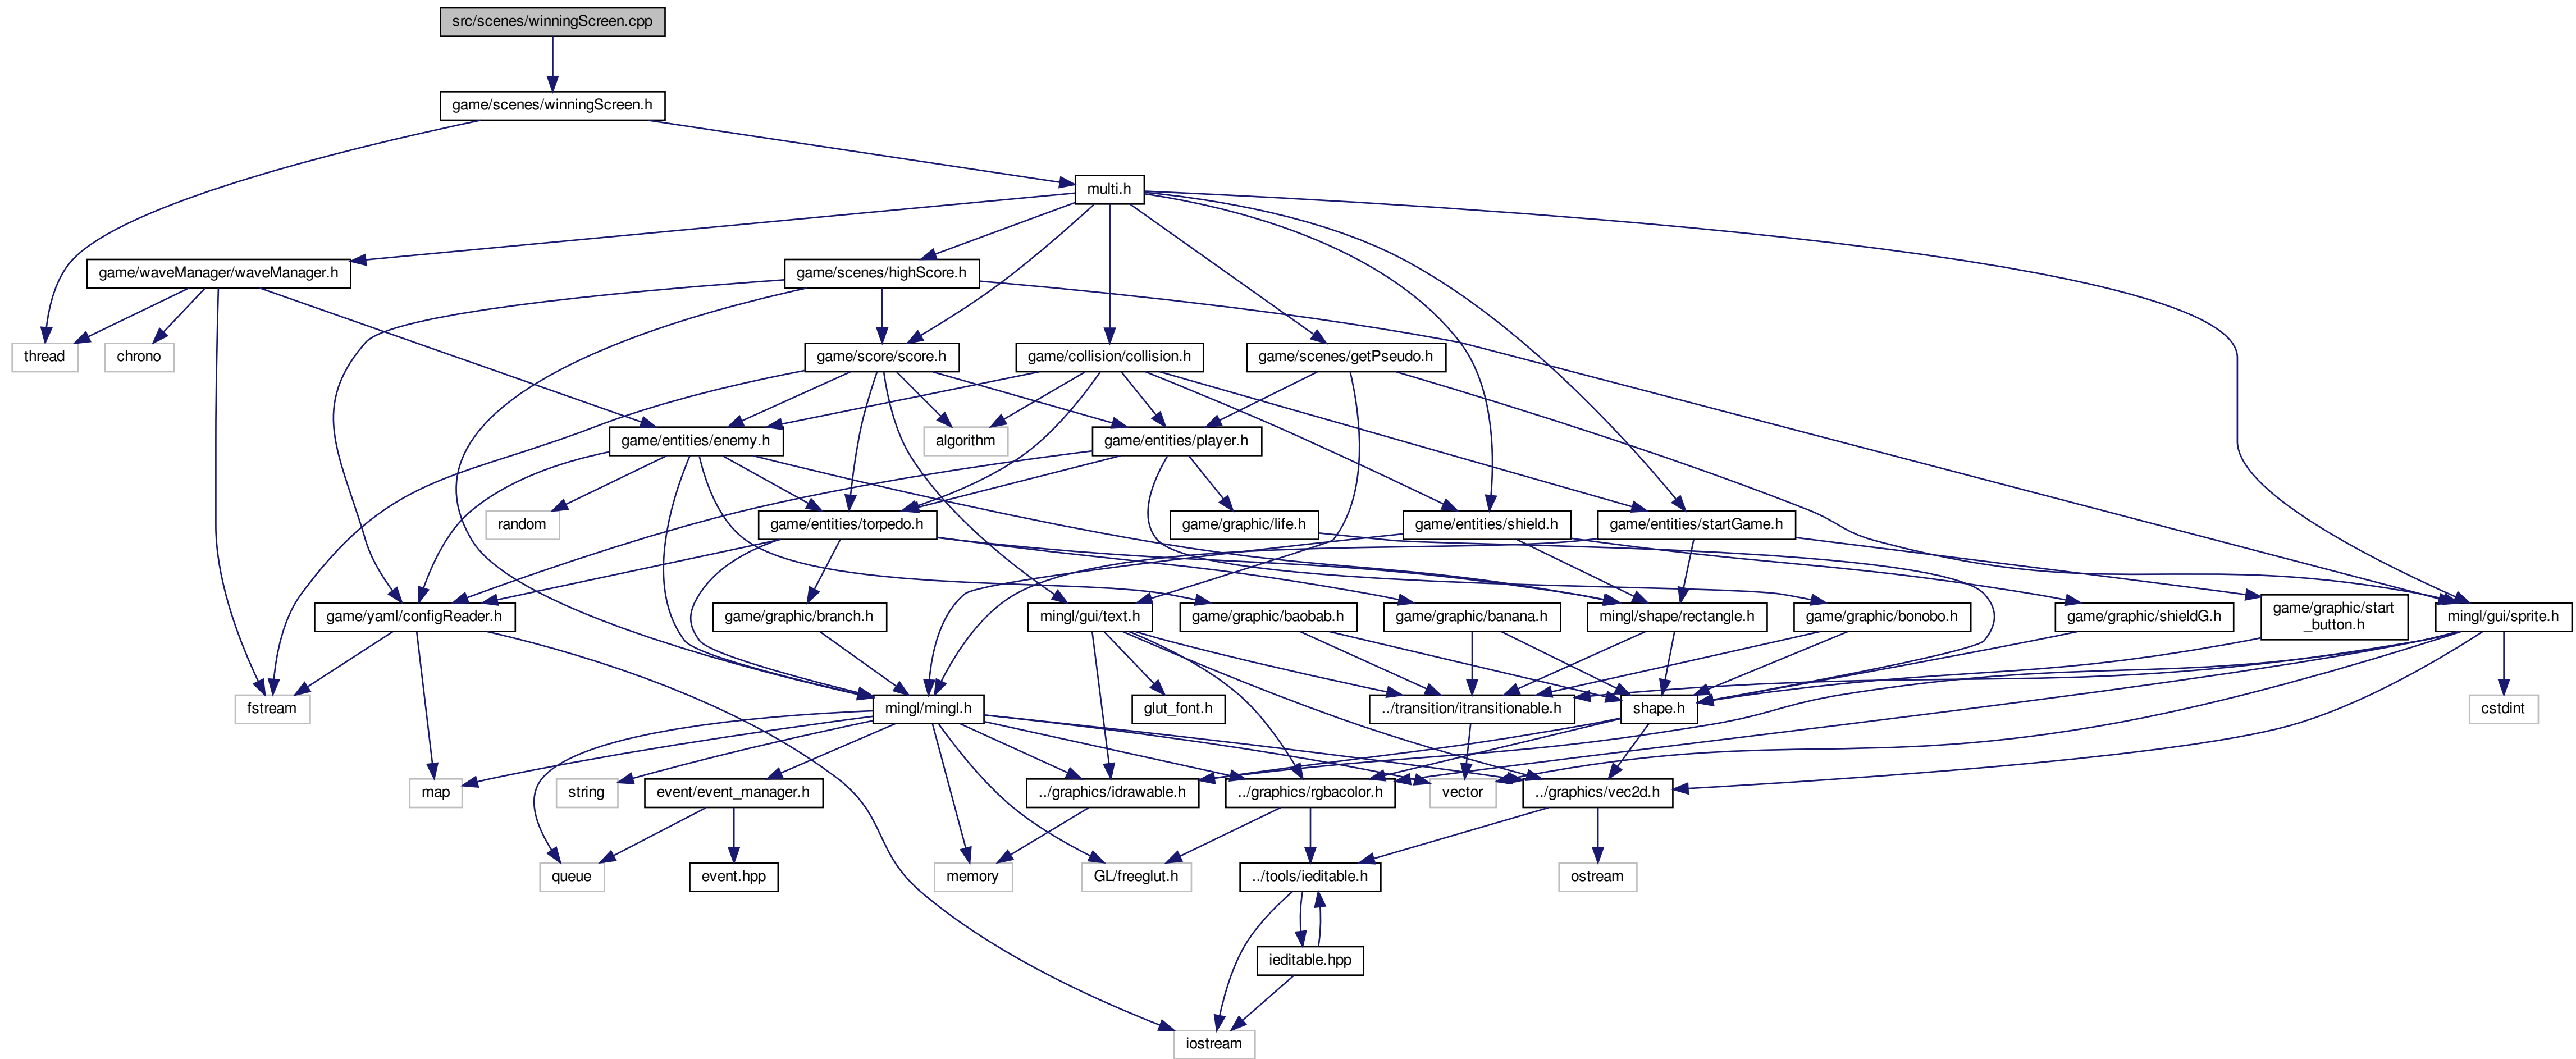 src/scenes/winningScreen.cpp
game/scenes/winningScreen.h
multi.h
game/waveManager/waveManager.h
game/scenes/highScore.h
thread
chrono
game/score/score.h
game/collision/collision.h
game/scenes/getPseudo.h
game/entities/enemy.h
algorithm
game/entities/player.h
random
game/entities/torpedo.h
game/graphic/life.h
game/entities/shield.h
game/entities/startGame.h
game/yaml/configReader.h
game/graphic/branch.h
mingl/gui/text.h
game/graphic/baobab.h
game/graphic/banana.h
mingl/shape/rectangle.h
game/graphic/bonobo.h
game/graphic/shieldG.h
game/graphic/start
_button.h
mingl/gui/sprite.h
fstream
mingl/mingl.h
glut_font.h
../transition/itransitionable.h
shape.h
cstdint
map
string
event/event_manager.h
../graphics/idrawable.h
../graphics/rgbacolor.h
vector
../graphics/vec2d.h
queue
event.hpp
memory
GL/freeglut.h
../tools/ieditable.h
ostream
ieditable.hpp
iostream